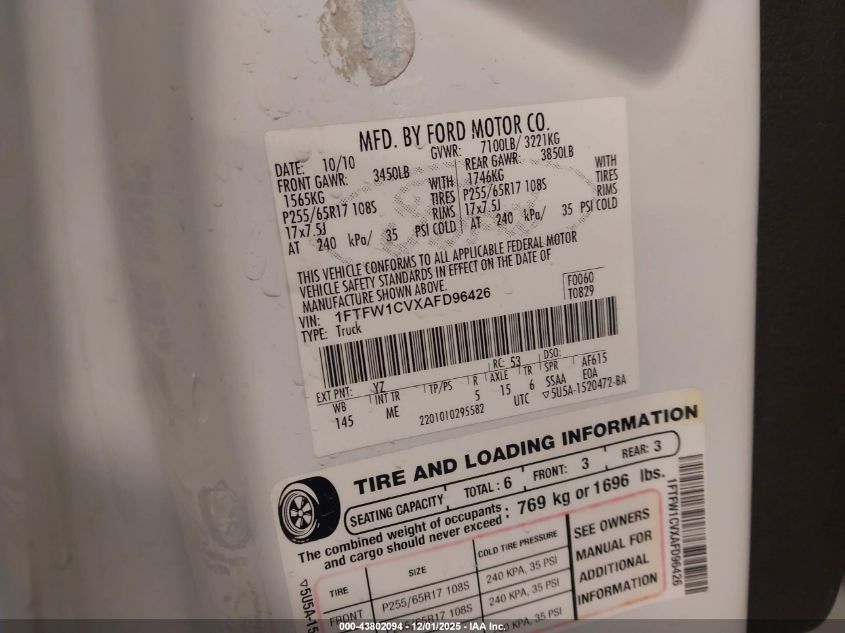 MFD. BY FORD MOTOR CO.
DATE: 10/10 GVWR: 7100LB/ 3221KG
FRONT GAWR: 3450LB REAR GAWR: 3850LB
1565KG WITH 1746KG WITH
P255/65R17 108S TIRES P255/65R17 108S TIRES
17x7.5J RIMS 17x7.5J RIMS
AT 240 kPa/ 35 PSI COLD AT 240 kPa/ 35 PSI COLD
THIS VEHICLE CONFORMS TO ALL APPLICABLE FEDERAL MOTOR
VEHICLE SAFETY STANDARDS IN EFFECT ON THE DATE OF
MANUFACTURE SHOWN ABOVE.
VIN: 1FTFW1CVXAFD96426 F0060
TYPE: Truck T0829
EXT PNT: YZ RC: 53 DSO:
WB INT TR TP/PS R AXLE TR SPR AF615
145 ME 5 15 6 SSAA E0A
2201010295582 UTC ▽5U5A-1520472-BA
TIRE AND LOADING INFORMATION
SEATING CAPACITY TOTAL : 6 FRONT: 3 REAR: 3
The combined weight of occupants and cargo should never exceed : 769 kg or 1696 lbs.
TIRE SIZE COLD TIRE PRESSURE
FRONT P255/65R17 108S 240 KPA, 35 PSI
P255/65R17 108S 240 KPA, 35 PSI
240 KPA, 35 PSI
SEE OWNERS
MANUAL FOR
ADDITIONAL
INFORMATION
1FTFW1CVXAFD96426
▽5U5A-15
000-43802094 - 12/01/2025 - IAA Inc.